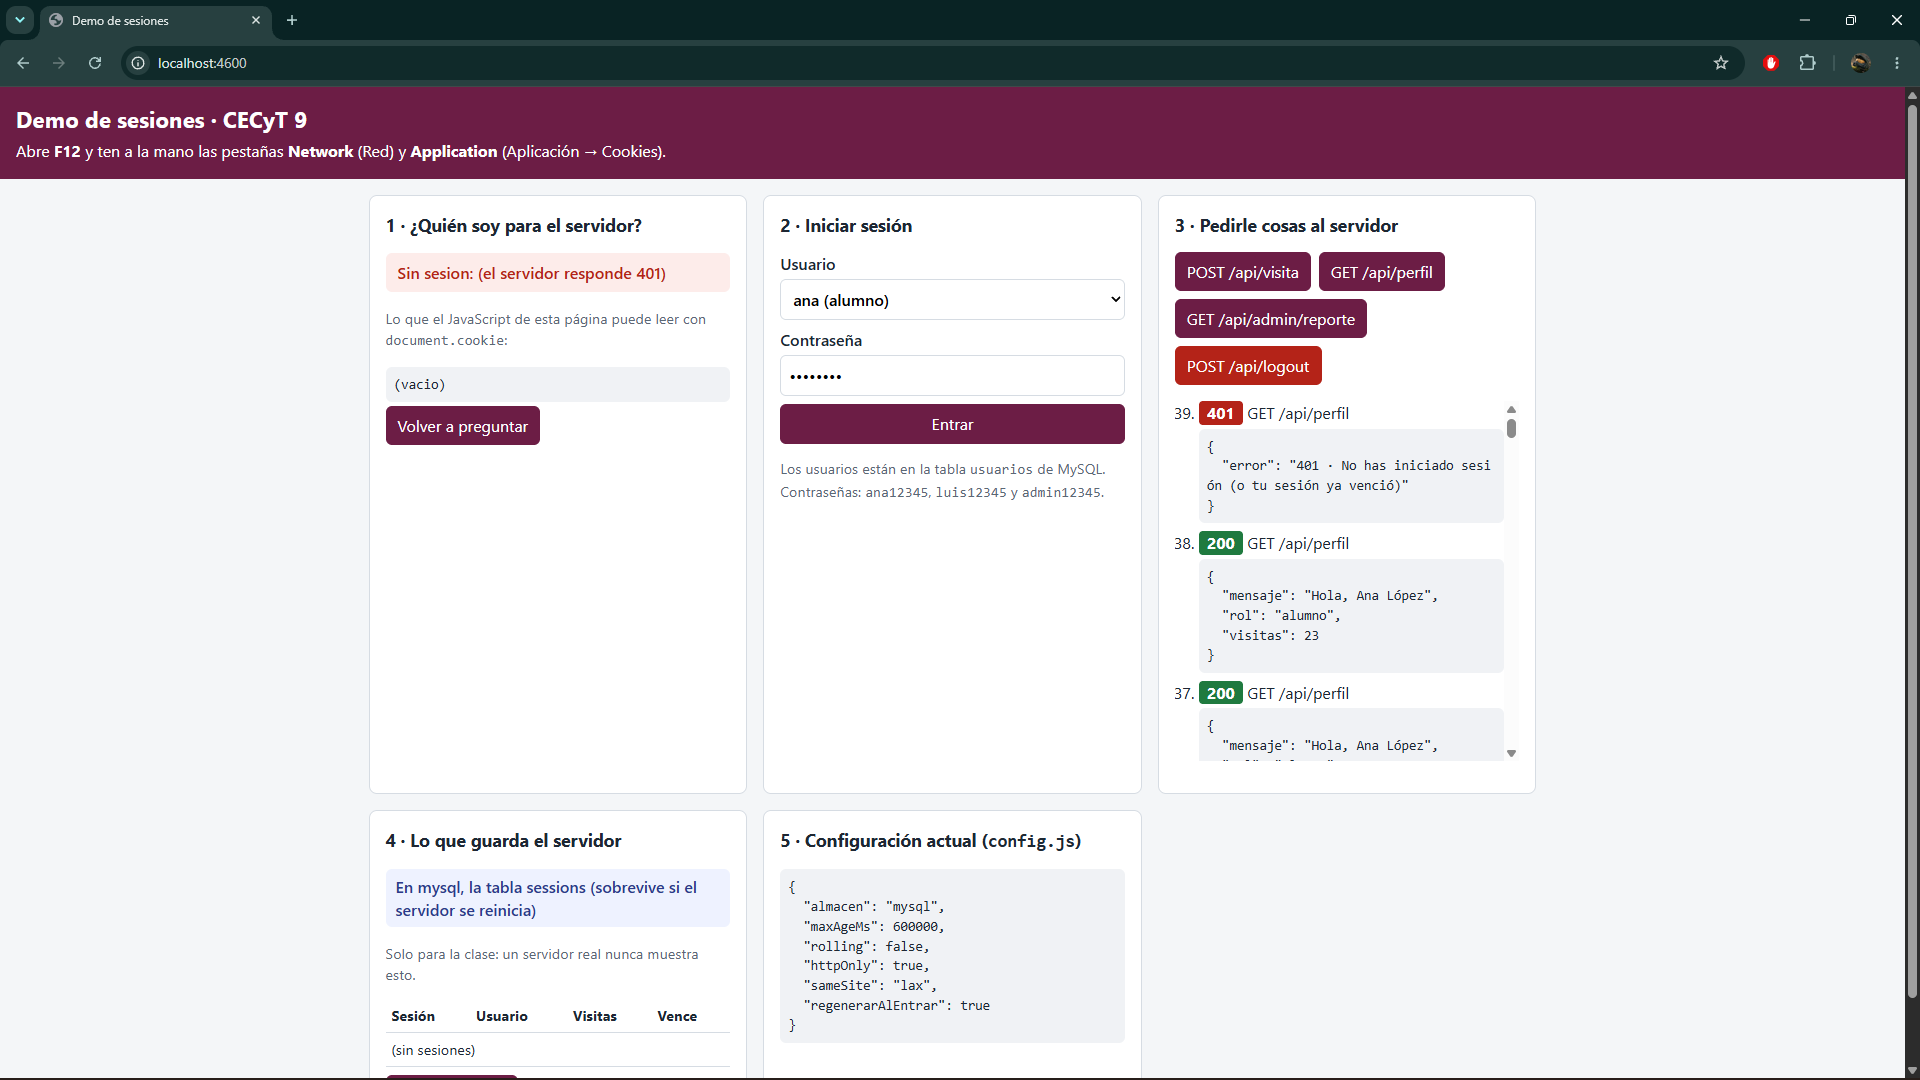 Demo de sesiones
localhost:4600
Demo de sesiones · CECyT 9
Abre F12 y ten a la mano las pestañas Network (Red) y Application (Aplicación → Cookies).
1 · ¿Quién soy para el servidor?
Sin sesion: (el servidor responde 401)
Lo que el JavaScript de esta página puede leer con
document.cookie:
(vacio)
Volver a preguntar
2 · Iniciar sesión
Usuario
ana (alumno)
Contraseña
••••••••
Entrar
Los usuarios están en la tabla usuarios de MySQL.
Contraseñas: ana12345, luis12345 y admin12345.
3 · Pedirle cosas al servidor
POST /api/visita
GET /api/perfil
GET /api/admin/reporte
POST /api/logout
39. 401 GET /api/perfil
{
"error": "401 · No has iniciado sesi
ón (o tu sesión ya venció)"
}
38. 200 GET /api/perfil
{
"mensaje": "Hola, Ana López",
"rol": "alumno",
"visitas": 23
}
37. 200 GET /api/perfil
{
"mensaje": "Hola, Ana López",
4 · Lo que guarda el servidor
En mysql, la tabla sessions (sobrevive si el
servidor se reinicia)
Solo para la clase: un servidor real nunca muestra
esto.
Sesión Usuario Visitas Vence
(sin sesiones)
5 · Configuración actual (config.js)
{
"almacen": "mysql",
"maxAgeMs": 600000,
"rolling": false,
"httpOnly": true,
"sameSite": "lax",
"regenerarAlEntrar": true
}